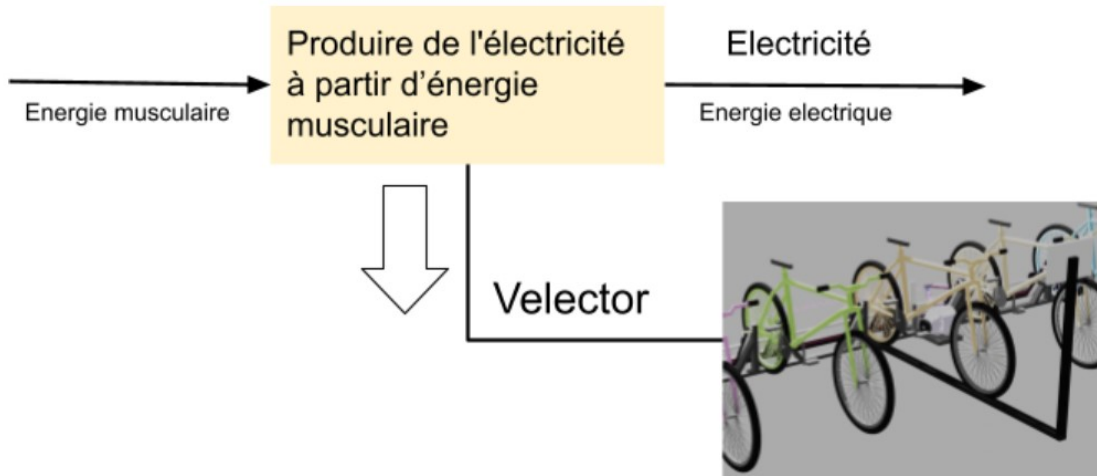 Produire de l'électricité
à partir d’énergie
musculaire
Electricité
Energie musculaire
Energie electrique
Velector